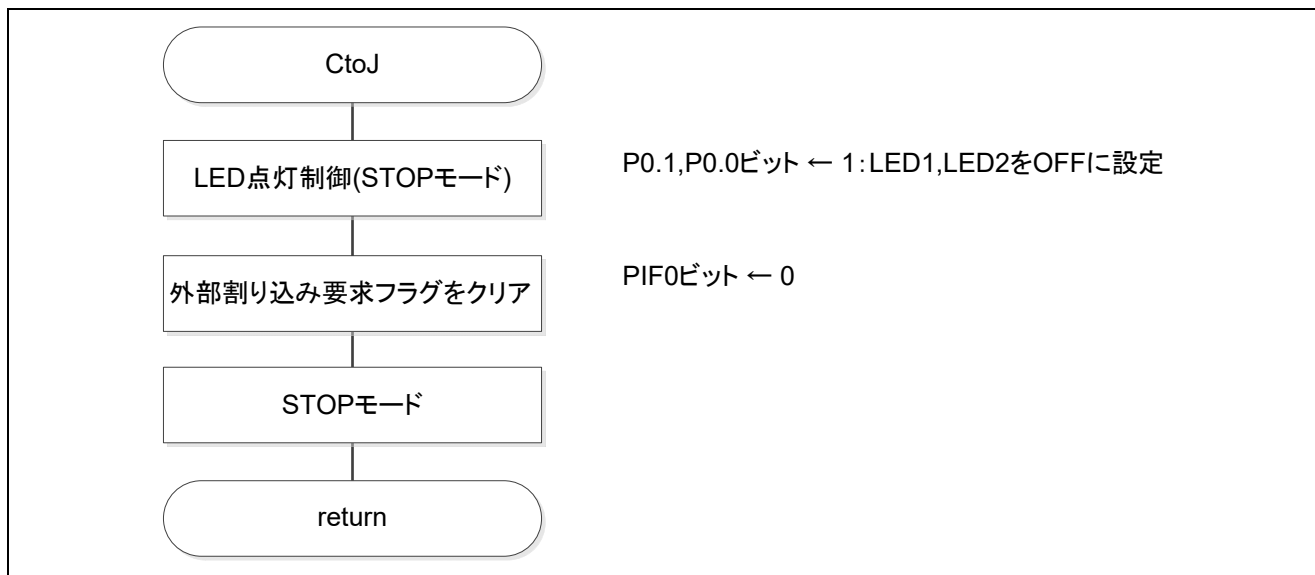 CtoJ
LED点灯制御(STOPモード)
P0.1,P0.0ビット ← 1:LED1,LED2をOFFに設定
外部割り込み要求フラグをクリア
PIF0ビット ← 0
STOPモード
return